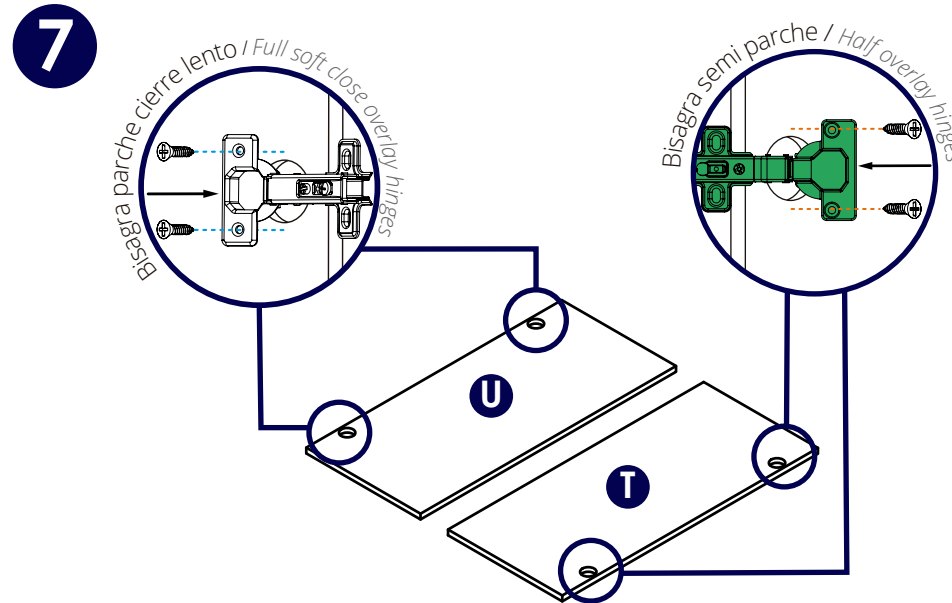 7
Bisagra parche cierre lento / Full soft close overlay hinges
Bisagra semi parche / Half overlay hinges
U
T